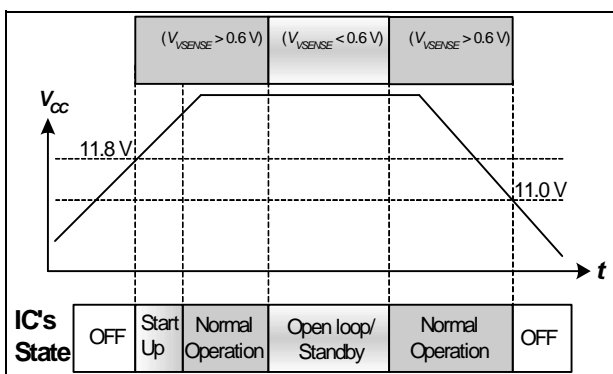 (V_VSENSE > 0.6 V) (V_VSENSE < 0.6 V) (V_VSENSE > 0.6 V)
V_CC
11.8 V
11.0 V
t
IC's State
OFF
Start Up
Normal Operation
Open loop/ Standby
Normal Operation
OFF